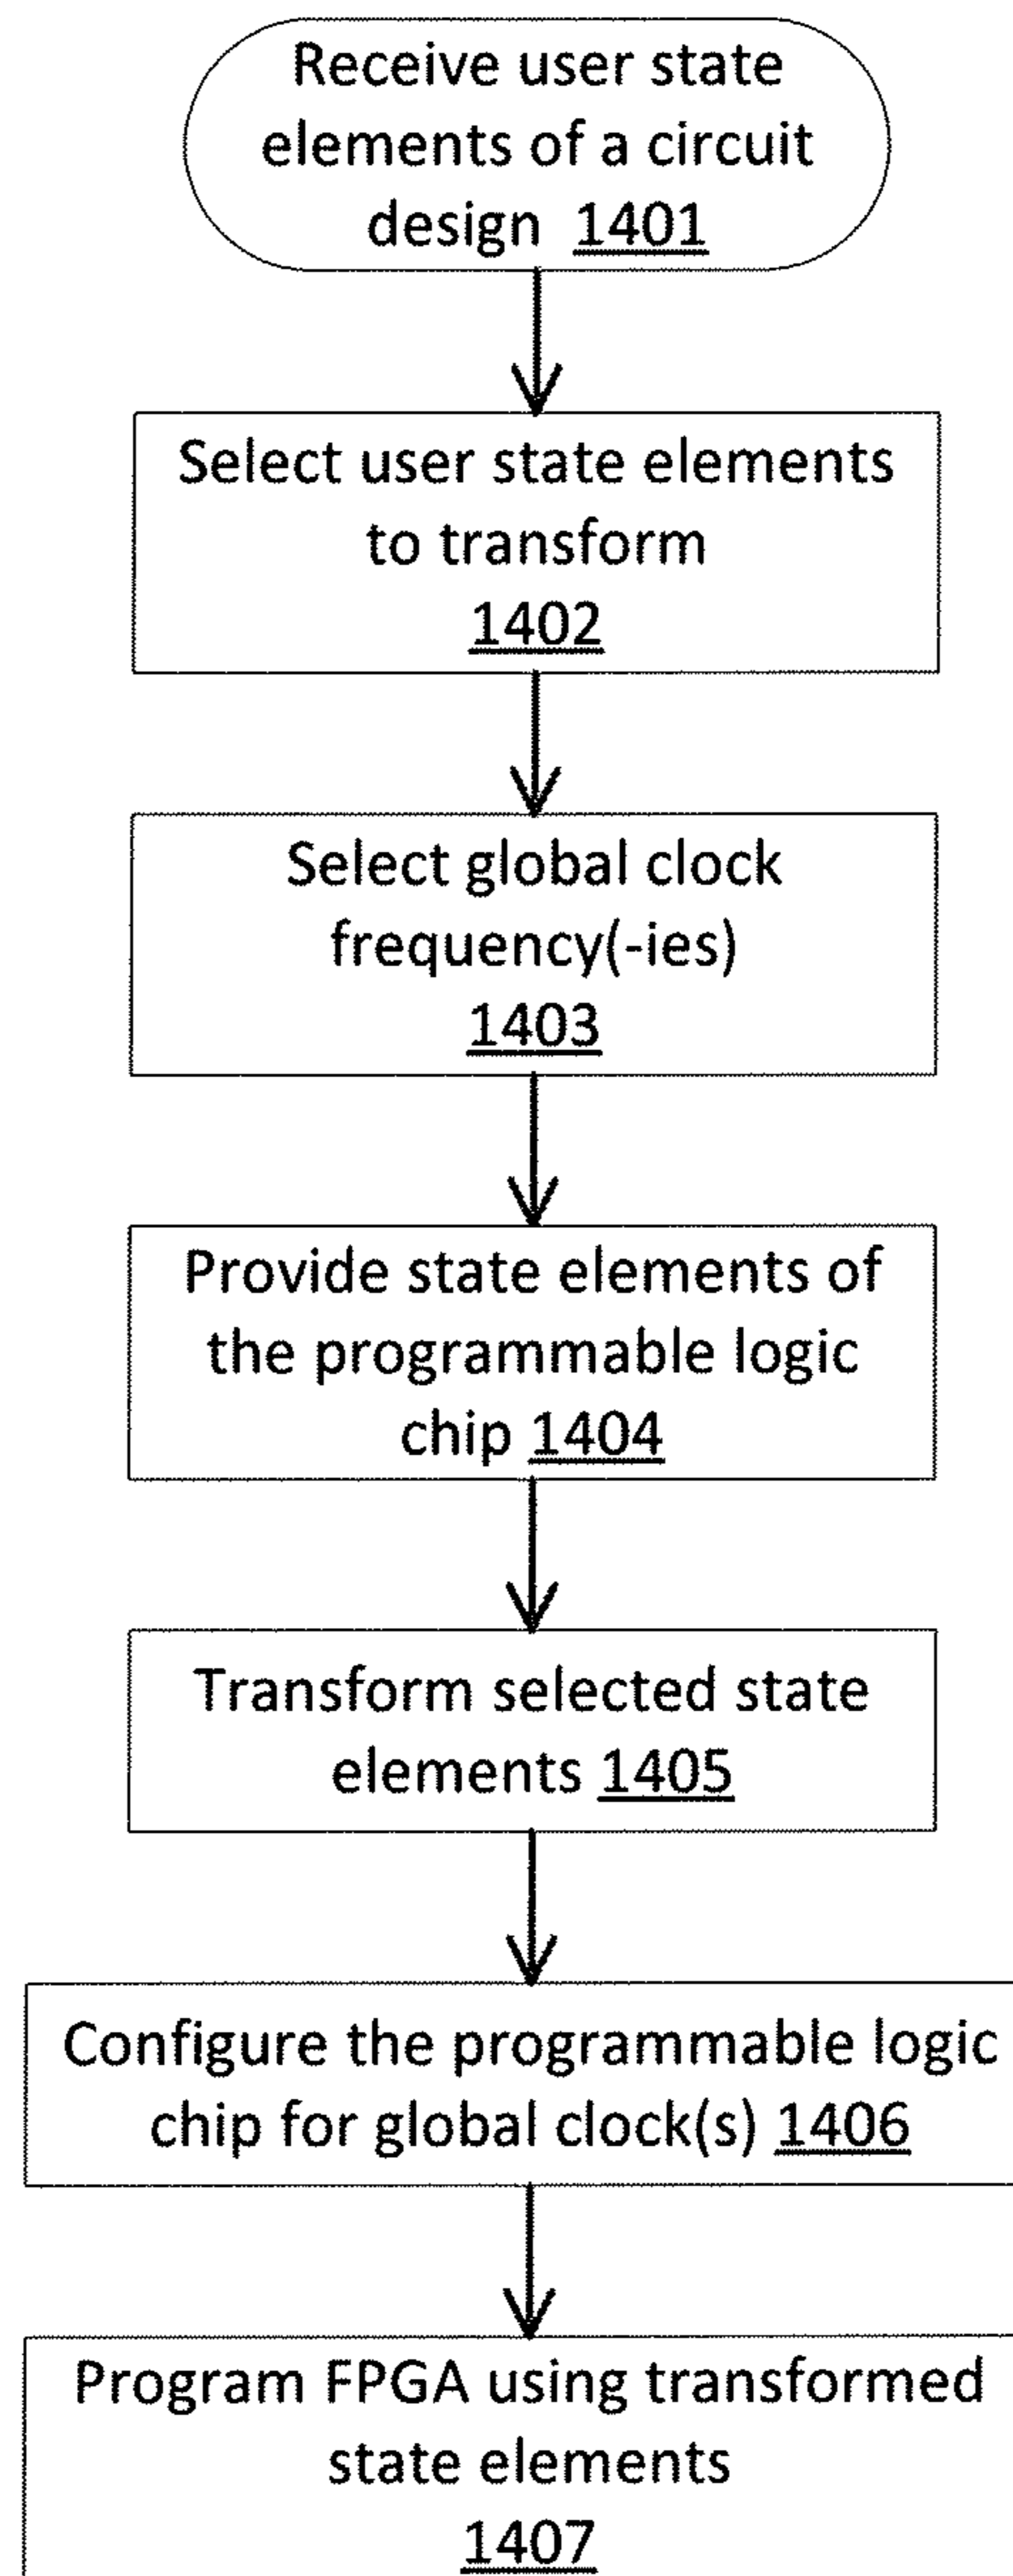 Receive user state
elements of a circuit
design 1401
Select user state elements
to transform
1402
Select global clock
frequency(-ies)
1403
Provide state elements of
the programmable logic
chip 1404
Transform selected state
elements 1405
Configure the programmable logic
chip for global clock(s) 1406
Program FPGA using transformed
state elements
1407